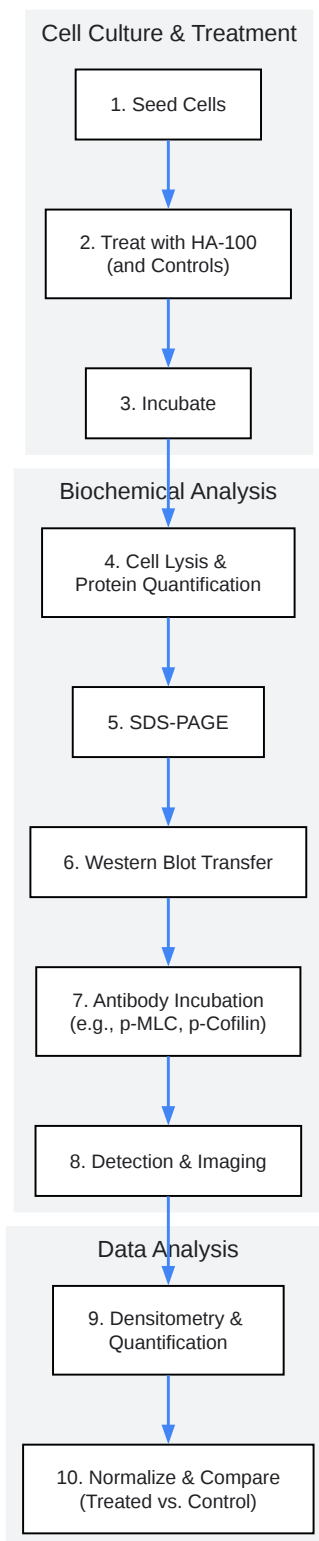 Cell Culture & Treatment
1. Seed Cells
2. Treat with HA-100
(and Controls)
3. Incubate
Biochemical Analysis
4. Cell Lysis &
Protein Quantification
5. SDS-PAGE
6. Western Blot Transfer
7. Antibody Incubation
(e.g., p-MLC, p-Cofilin)
8. Detection & Imaging
Data Analysis
9. Densitometry &
Quantification
10. Normalize & Compare
(Treated vs. Control)